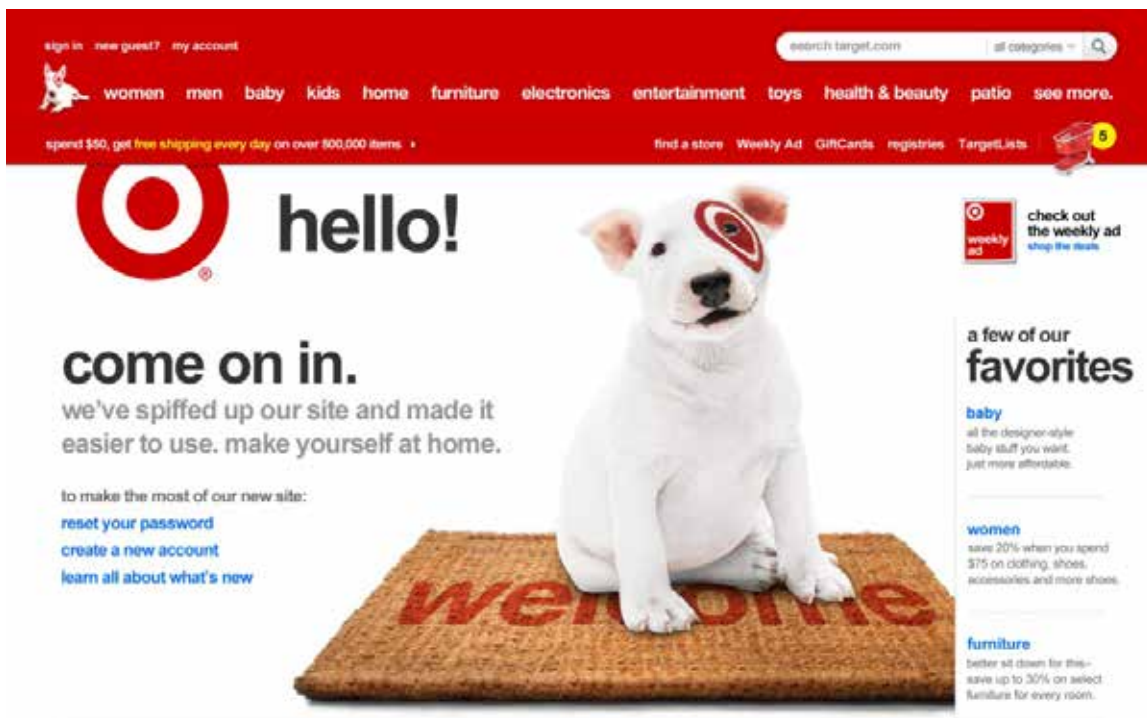 sign in new guest? my account
search target.com all categories
women men baby kids home furniture electronics entertainment toys health & beauty patio see more.
spend $50, get free shipping every day on over 500,000 items
find a store Weekly Ad GiftCards registries TargetLists 5
hello!
®
come on in.
we've spiffed up our site and made it
easier to use. make yourself at home.
to make the most of our new site:
reset your password
create a new account
learn all about what's new
welcome
weekly
ad
check out
the weekly ad
shop the deals
a few of our
favorites
baby
all the designer-style
baby stuff you want.
just more affordable.
women
save 20% when you spend
$75 on clothing, shoes,
accessories and more shoes.
furniture
better sit down for this–
save up to 30% on select
furniture for every room.